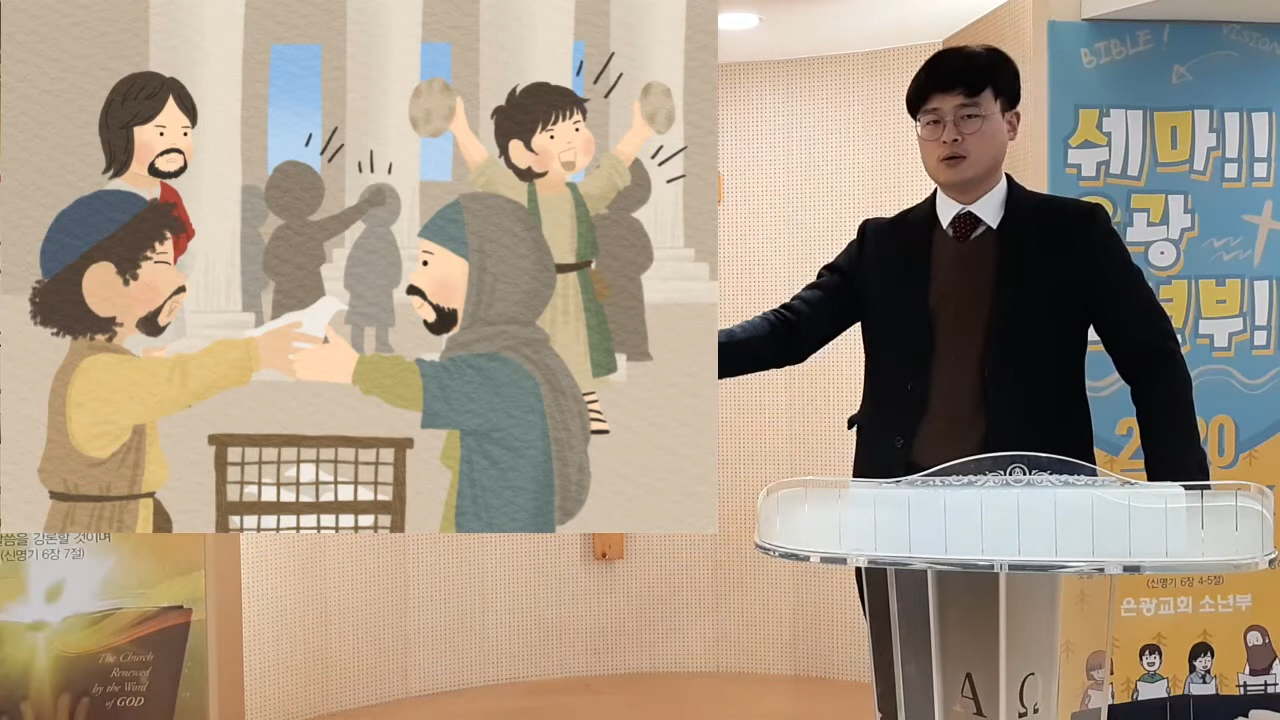 BIBLE!
VISION
쉐마!!
광
년부!
말씀을 강론할 것이며
(신명기 6장 7절)
The Church
Renewed
by the Word
of GOD
(신명기 6장 4-5절)
은광교회 소년부
Α Ω